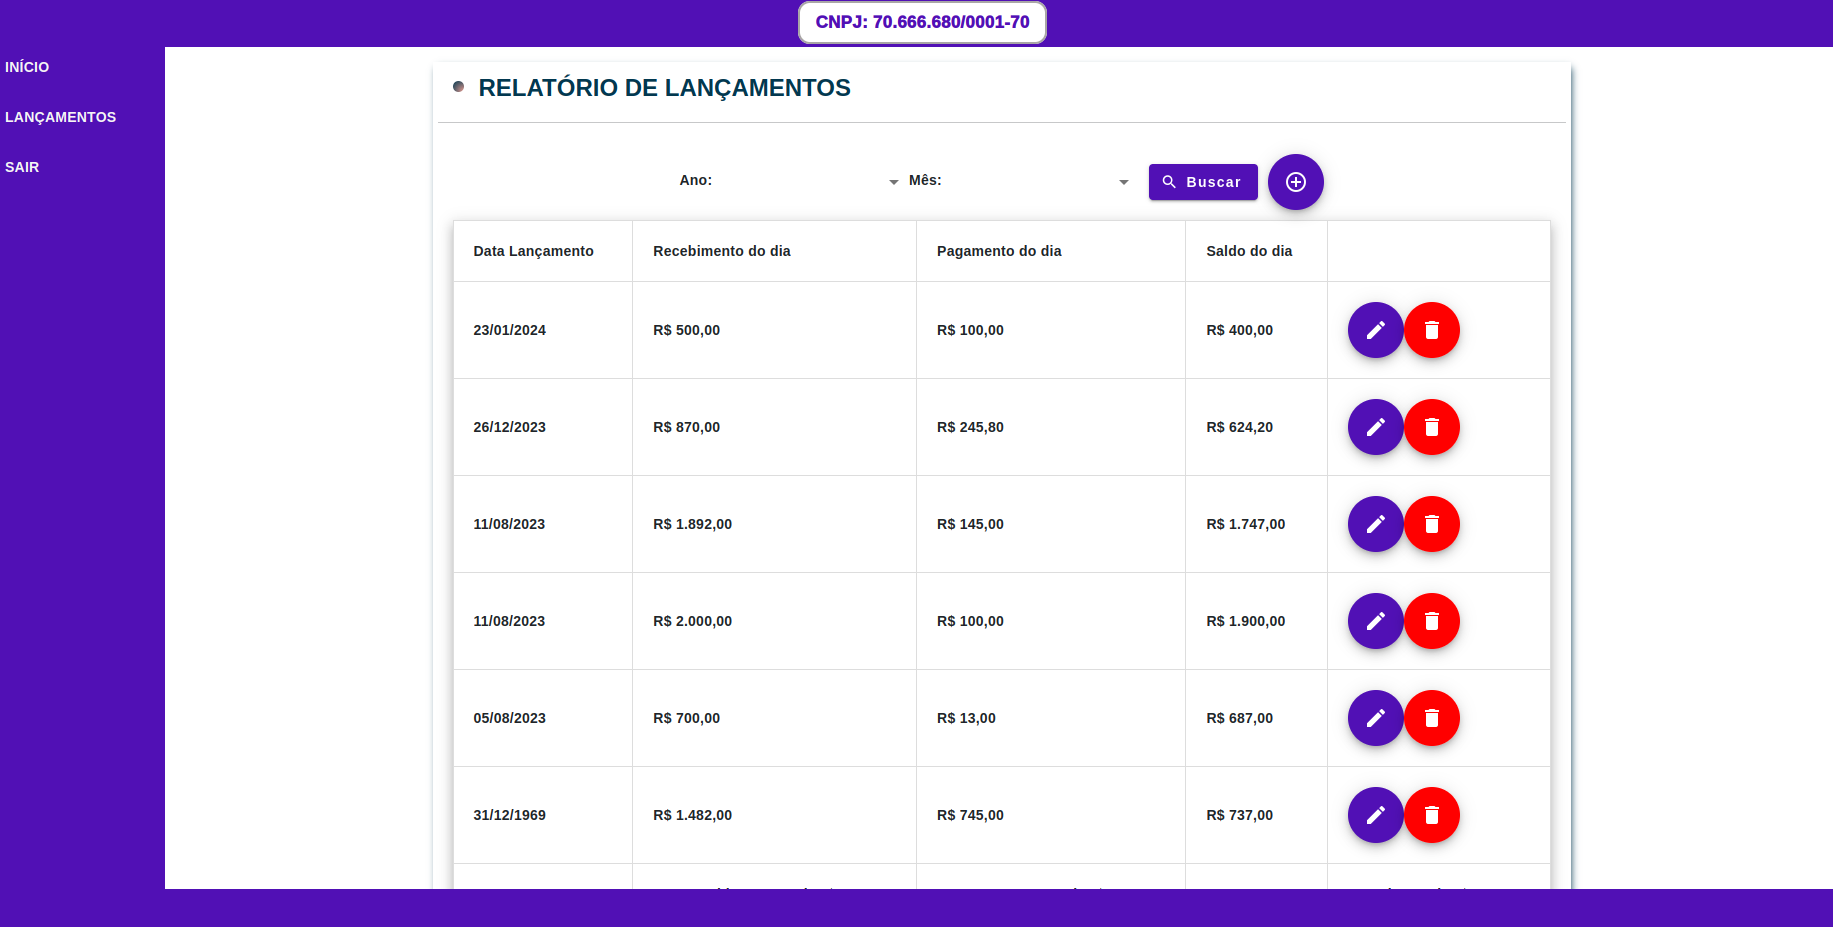 CNPJ: 70.666.680/0001-70
INÍCIO
LANÇAMENTOS
SAIR
RELATÓRIO DE LANÇAMENTOS
Ano: Mês: Buscar
Data Lançamento Recebimento do dia Pagamento do dia Saldo do dia
23/01/2024 R$ 500,00 R$ 100,00 R$ 400,00
26/12/2023 R$ 870,00 R$ 245,80 R$ 624,20
11/08/2023 R$ 1.892,00 R$ 145,00 R$ 1.747,00
11/08/2023 R$ 2.000,00 R$ 100,00 R$ 1.900,00
05/08/2023 R$ 700,00 R$ 13,00 R$ 687,00
31/12/1969 R$ 1.482,00 R$ 745,00 R$ 737,00